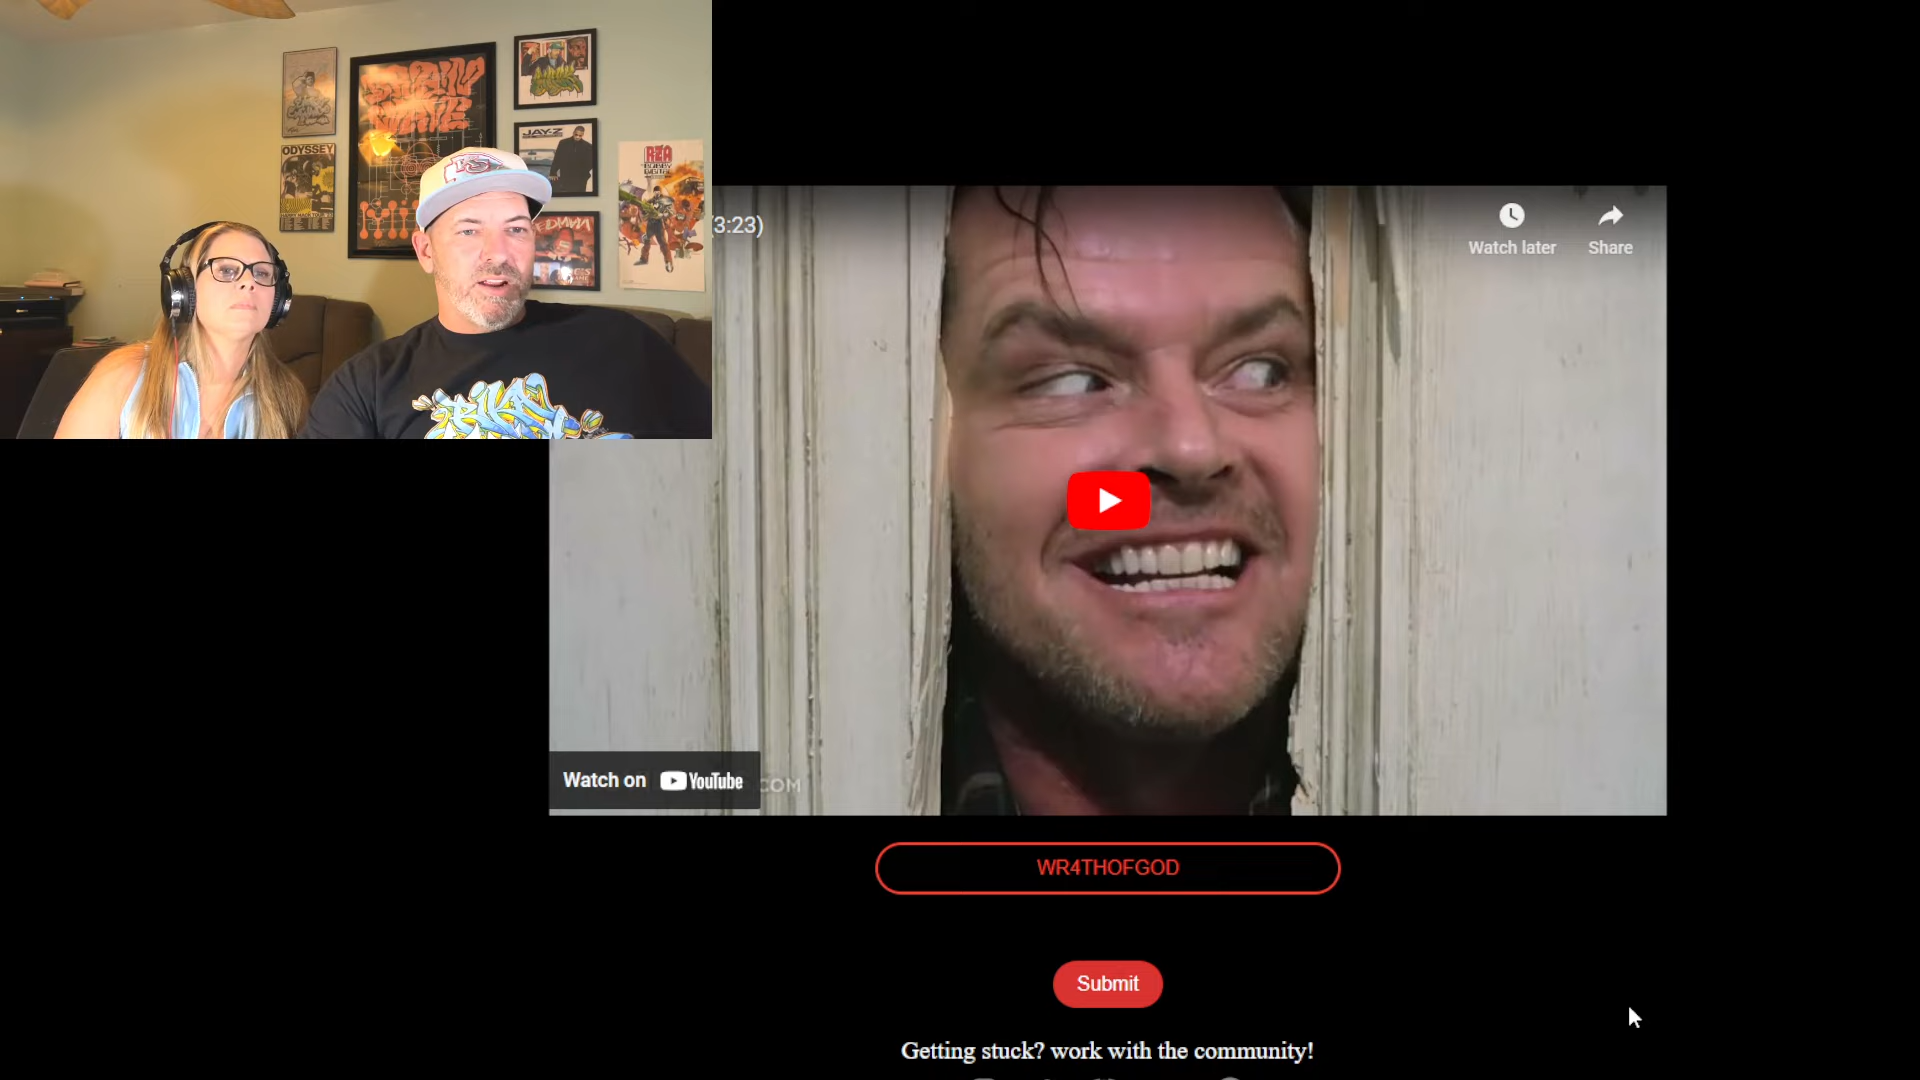 ODYSSEY
JAY-Z
REDMAN
RZA
(3:23)
Watch later
Share
Watch on YouTube
COM
WR4THOFGOD
Submit
Getting stuck? work with the community!